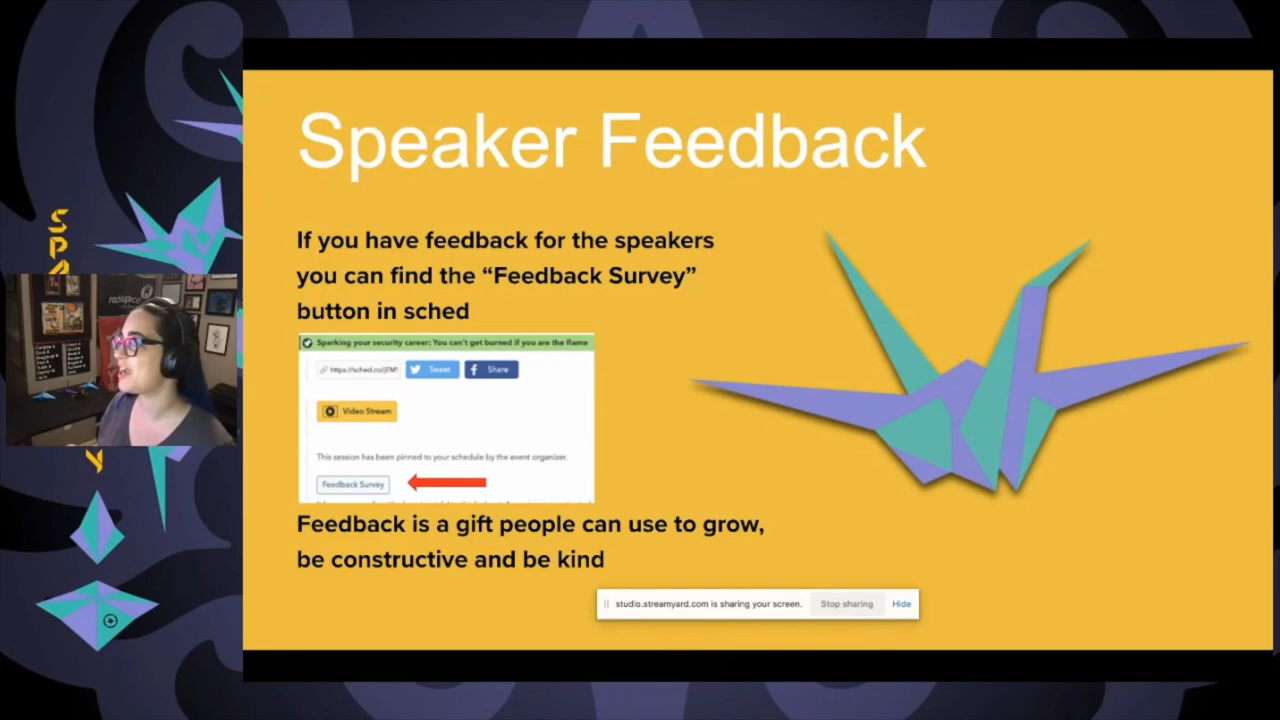 Speaker Feedback
If you have feedback for the speakers
you can find the “Feedback Survey”
button in sched
Sparking your security career: You can't get burned if you are the flame
Tweet
Share
Video Stream
This session has been pinned to your schedule by the event organizer.
Feedback Survey
Feedback is a gift people can use to grow,
be constructive and be kind
studio.streamyard.com is sharing your screen.
Stop sharing
Hide
SPA
Y
redspace